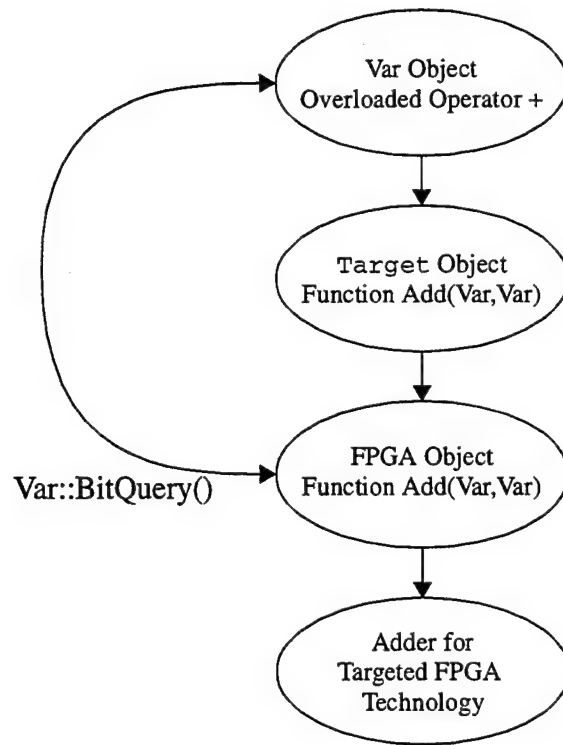 Var Object
Overloaded Operator +
Target Object
Function Add(Var,Var)
FPGA Object
Function Add(Var,Var)
Var::BitQuery()
Adder for
Targeted FPGA
Technology